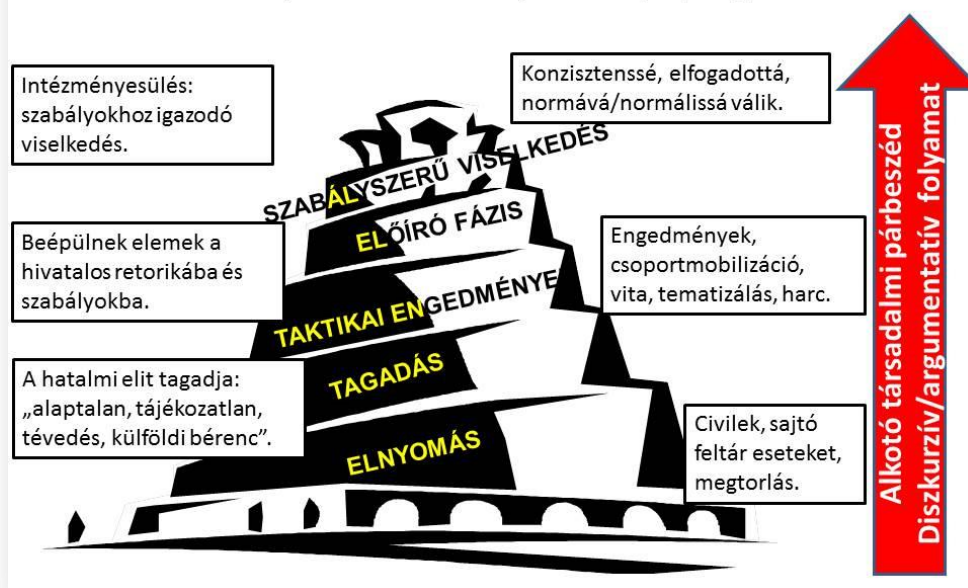 Intézményesülés:
szabályokhoz igazodó
viselkedés.
Konzisztenssé, elfogadottá,
normává/normálissá válik.
SZABÁLYSZERŰ VISELKEDÉS
ELŐÍRÓ FÁZIS
Beépülnek elemek a
hivatalos retorikába és
szabályokba.
Engedmények,
csoportmobilizáció,
vita, tematizálás, harc.
TAKTIKAI ENGEDMÉNYE
TAGADÁS
A hatalmi elit tagadja:
„alaptalan, tájékozatlan,
tévedés, külföldi bérenc”.
ELNYOMÁS
Civilek, sajtó
feltár eseteket,
megtorlás.
Alkotó társadalmi párbeszéd
Diszkurzív/argumentatív folyamat